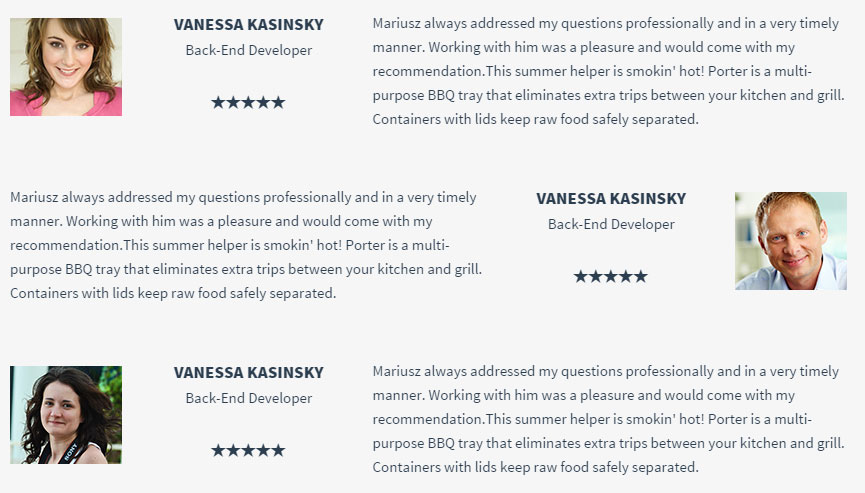 VANESSA KASINSKY
Back-End Developer
★★★★★
Mariusz always addressed my questions professionally and in a very timely
manner. Working with him was a pleasure and would come with my
recommendation.This summer helper is smokin' hot! Porter is a multi-
purpose BBQ tray that eliminates extra trips between your kitchen and grill.
Containers with lids keep raw food safely separated.
Mariusz always addressed my questions professionally and in a very timely
manner. Working with him was a pleasure and would come with my
recommendation.This summer helper is smokin' hot! Porter is a multi-
purpose BBQ tray that eliminates extra trips between your kitchen and grill.
Containers with lids keep raw food safely separated.
VANESSA KASINSKY
Back-End Developer
★★★★★
VANESSA KASINSKY
Back-End Developer
★★★★★
Mariusz always addressed my questions professionally and in a very timely
manner. Working with him was a pleasure and would come with my
recommendation.This summer helper is smokin' hot! Porter is a multi-
purpose BBQ tray that eliminates extra trips between your kitchen and grill.
Containers with lids keep raw food safely separated.
SONY